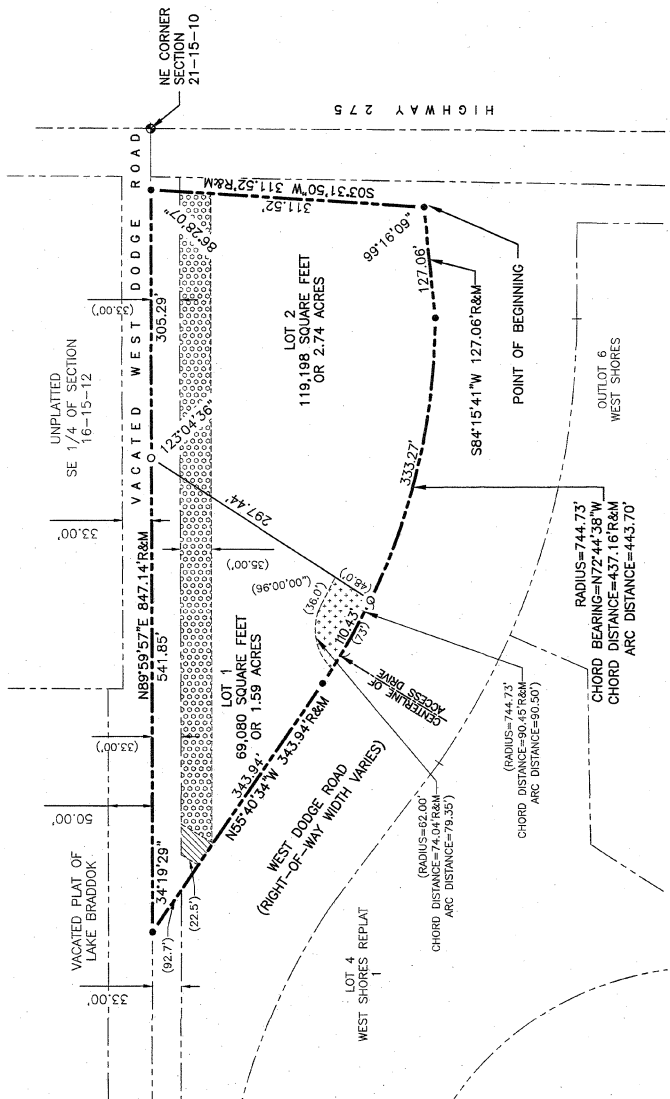 NE CORNER
SECTION
21-15-10
HIGHWAY 275
VACATED WEST DODGE ROAD
UNPLATTED
SE 1/4 OF SECTION
16-15-12
(33.00')
305.29'
33.00'
N89°59'57"E 847.14'R&M
541.85'
(33.00')
50.00'
VACATED PLAT OF
LAKE BRADDOK
33.00'
34°19'29"
(92.7')
(22.5')
86°28'07"
S03°31'50"W 311.52'R&M
311.52'
99°16'09"
123°04'36"
297.44'
(35.00')
LOT 2
119,198 SQUARE FEET
OR 2.74 ACRES
LOT 1
69,080 SQUARE FEET
OR 1.59 ACRES
127.06'
S84°15'41"W 127.06'R&M
POINT OF BEGINNING
333.27'
(48.0')
(96.00,00")
(36.0')
110.43'
(73')
CENTERLINE OF
ACCESS DRIVE
343.94'
N55°40'34"W 343.94'R&M
WEST DODGE ROAD
(RIGHT-OF-WAY WIDTH VARIES)
RADIUS=744.73'
CHORD BEARING=N72°44'38"W
CHORD DISTANCE=437.16'R&M
ARC DISTANCE=443.70'
(RADIUS=744.73'
CHORD DISTANCE=90.45'R&M
ARC DISTANCE=90.50')
(RADIUS=62.00'
CHORD DISTANCE=74.04'R&M
ARC DISTANCE=79.35')
OUTLOT 6
WEST SHORES
LOT 4
WEST SHORES REPLAT
1